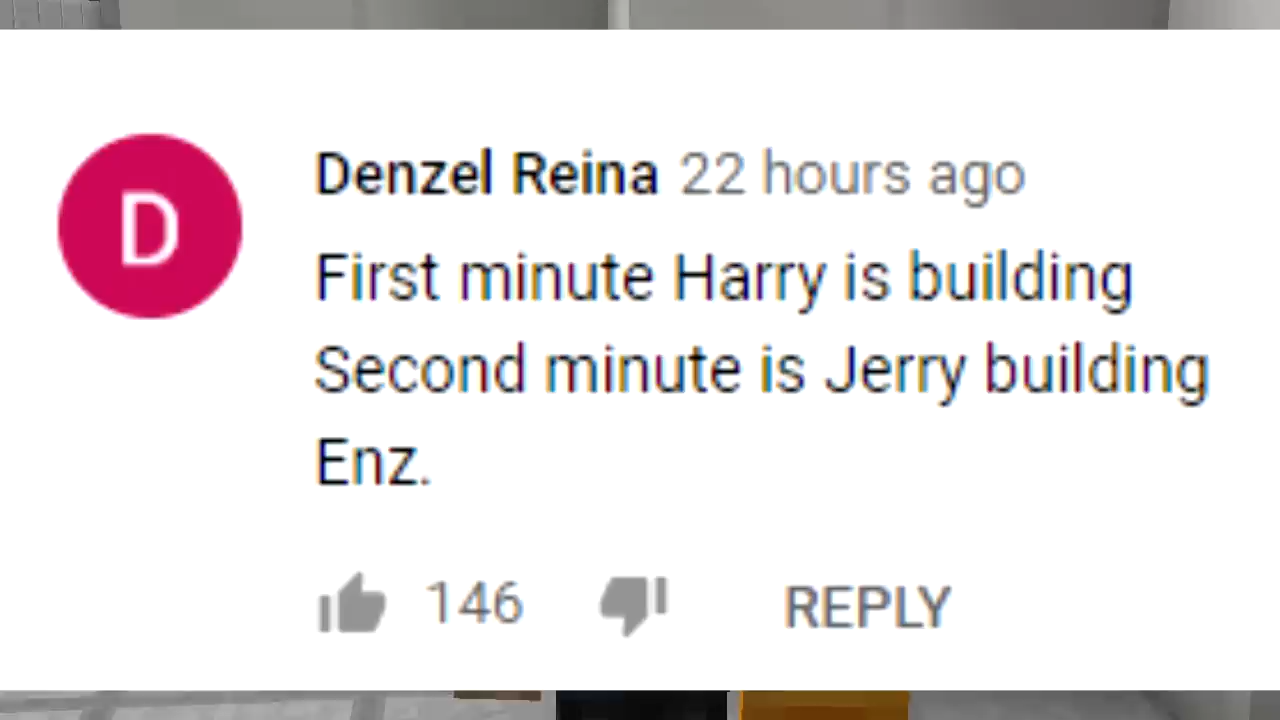 D
Denzel Reina 22 hours ago
First minute Harry is building
Second minute is Jerry building
Enz.
146 REPLY